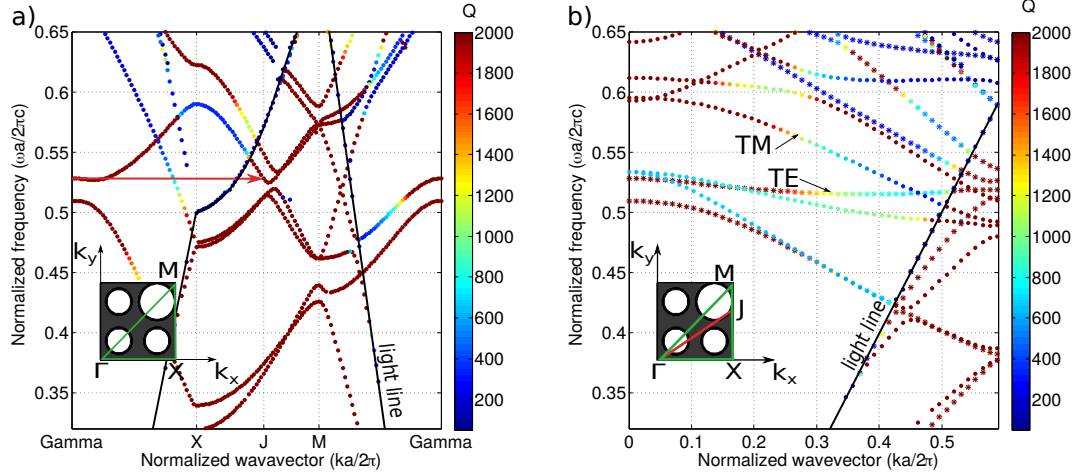 a)
Q
0.65
0.6
0.55
0.5
0.45
0.4
0.35
Normalized frequency (ωa/2πc)
Gamma
X
J
M
Gamma
Normalized wavevector (ka/2π)
light line
k_y
M
Γ
X
k_x
2000
1800
1600
1400
1200
1000
800
600
400
200
b)
Q
0.65
0.6
0.55
0.5
0.45
0.4
0.35
Normalized frequency (ωa/2πc)
0
0.1
0.2
0.3
0.4
0.5
Normalized wavevector (ka/2π)
TM
TE
light line
k_y
M
J
Γ
X
k_x
2000
1800
1600
1400
1200
1000
800
600
400
200